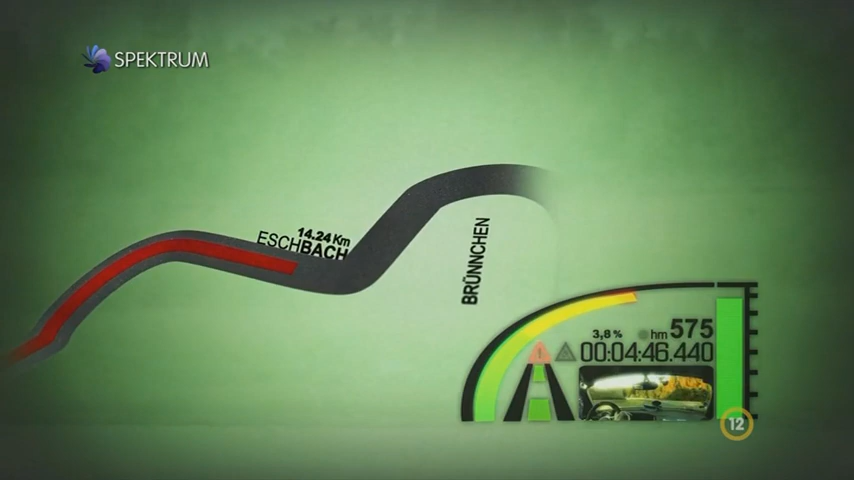 SPEKTRUM
14.24 Km
ESCHBACH
BRÜNNCHEN
3,8 %
hm 575
00:04:46.440
12